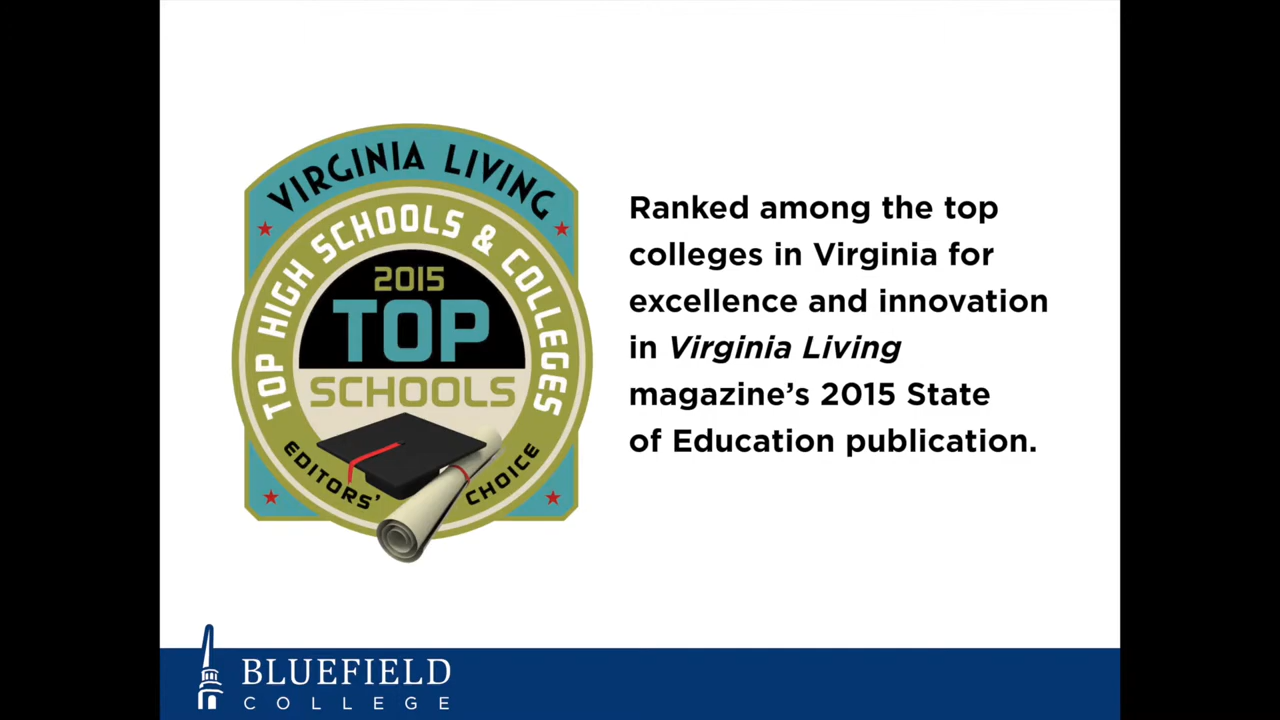 VIRGINIA LIVING
TOP HIGH SCHOOLS & COLLEGES
2015
TOP
SCHOOLS
EDITORS' CHOICE
Ranked among the top
colleges in Virginia for
excellence and innovation
in Virginia Living
magazine’s 2015 State
of Education publication.
BLUEFIELD
COLLEGE